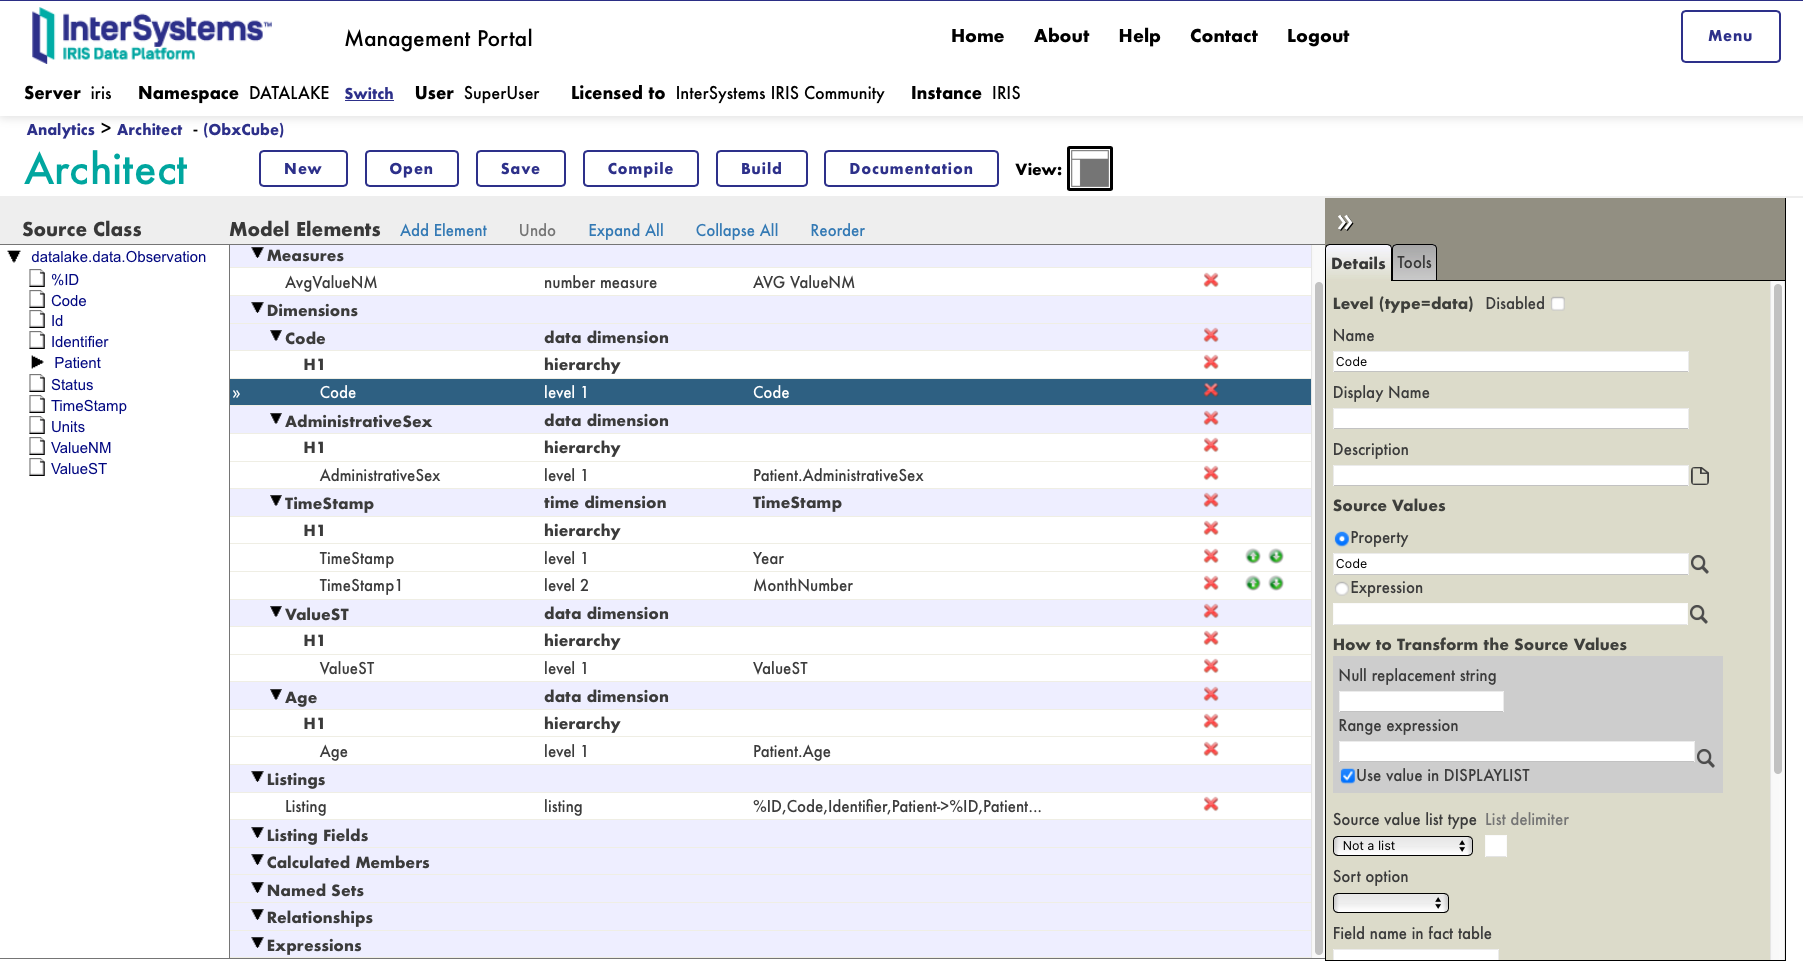 InterSystems™
IRIS Data Platform
Management Portal
Home About Help Contact Logout
Menu
Server iris Namespace DATALAKE Switch User SuperUser Licensed to InterSystems IRIS Community Instance IRIS
Analytics > Architect - (ObxCube)
Architect
New Open Save Compile Build Documentation View:
Source Class
datalake.data.Observation
%ID
Code
Id
Identifier
Patient
Status
TimeStamp
Units
ValueNM
ValueST
Model Elements Add Element Undo Expand All Collapse All Reorder
Measures
AvgValueNM number measure AVG ValueNM
Dimensions
Code data dimension
H1 hierarchy
» Code level 1 Code
AdministrativeSex data dimension
H1 hierarchy
AdministrativeSex level 1 Patient.AdministrativeSex
TimeStamp time dimension TimeStamp
H1 hierarchy
TimeStamp level 1 Year
TimeStamp1 level 2 MonthNumber
ValueST data dimension
H1 hierarchy
ValueST level 1 ValueST
Age data dimension
H1 hierarchy
Age level 1 Patient.Age
Listings
Listing listing %ID,Code,Identifier,Patient->%ID,Patient...
Listing Fields
Calculated Members
Named Sets
Relationships
Expressions
»
Details Tools
Level (type=data) Disabled
Name
Code
Display Name
Description
Source Values
Property
Code
Expression
How to Transform the Source Values
Null replacement string
Range expression
Use value in DISPLAYLIST
Source value list type List delimiter
Not a list
Sort option
Field name in fact table